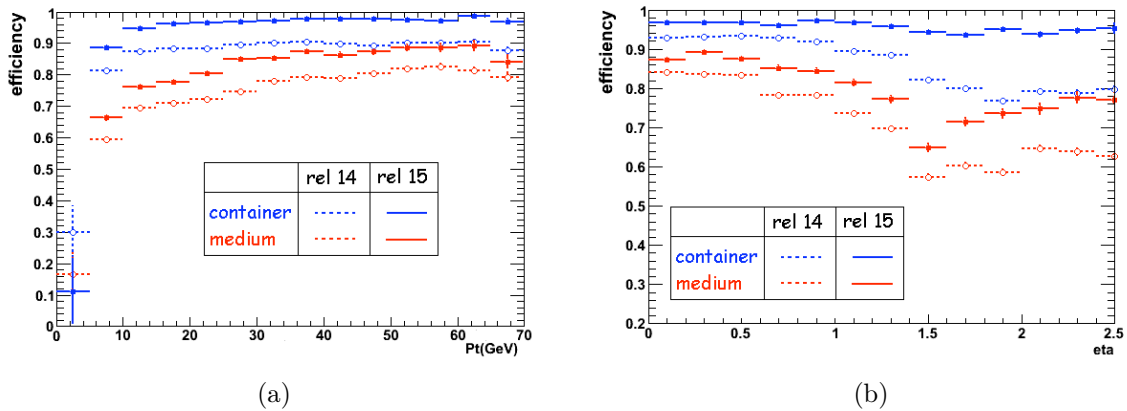 efficiency
1
0.9
0.8
0.7
0.6
0.5
0.4
0.3
0.2
0.1
0
rel 14 rel 15
container
medium
0 10 20 30 40 50 60 70
Pt(GeV)
(a)
efficiency
1
0.9
0.8
0.7
0.6
0.5
0.4
0.3
0.2
rel 14 rel 15
container
medium
0 0.5 1 1.5 2 2.5
eta
(b)